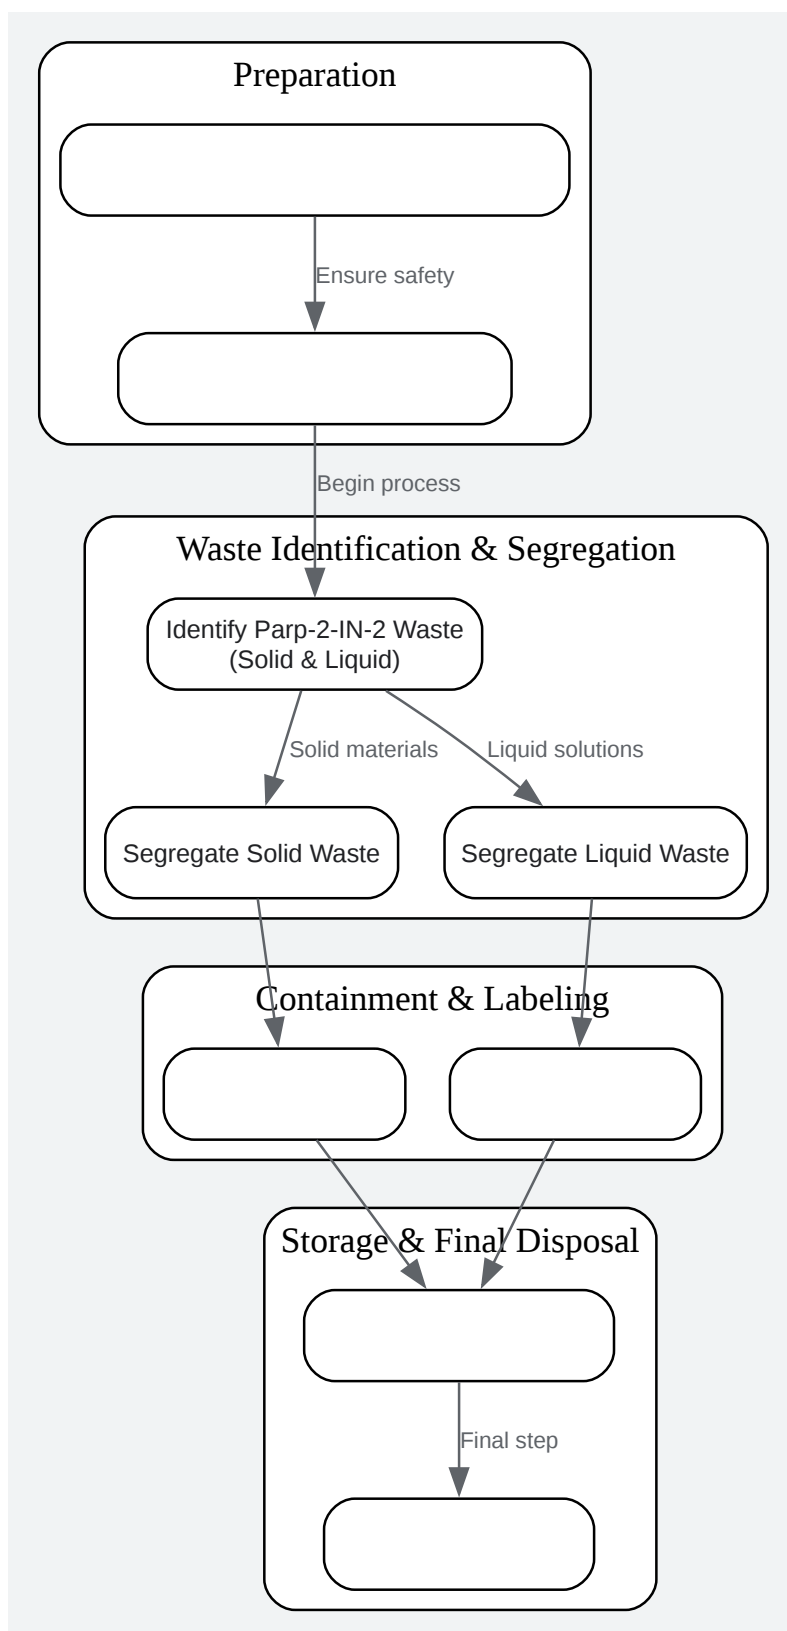 Preparation
Ensure safety
Begin process
Waste Identification & Segregation
Identify Parp-2-IN-2 Waste
(Solid & Liquid)
Solid materials
Liquid solutions
Segregate Solid Waste
Segregate Liquid Waste
Containment & Labeling
Storage & Final Disposal
Final step